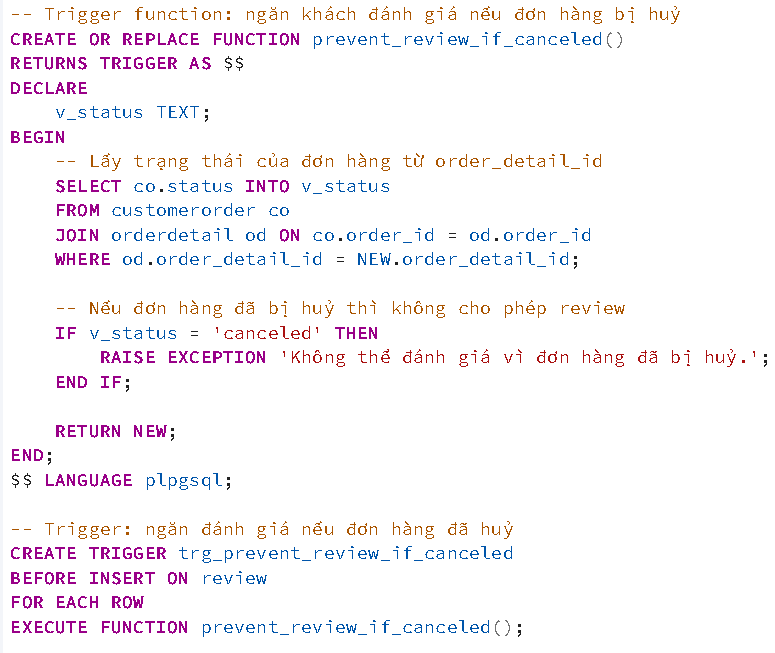 -- Trigger function: ngăn khách đánh giá nếu đơn hàng bị huỷ
CREATE OR REPLACE FUNCTION prevent_review_if_canceled()
RETURNS TRIGGER AS $$
DECLARE
    v_status TEXT;
BEGIN
    -- Lấy trạng thái của đơn hàng từ order_detail_id
    SELECT co.status INTO v_status
    FROM customerorder co
    JOIN orderdetail od ON co.order_id = od.order_id
    WHERE od.order_detail_id = NEW.order_detail_id;

    -- Nếu đơn hàng đã bị huỷ thì không cho phép review
    IF v_status = 'canceled' THEN
        RAISE EXCEPTION 'Không thể đánh giá vì đơn hàng đã bị huỷ.';
    END IF;

    RETURN NEW;
END;
$$ LANGUAGE plpgsql;

-- Trigger: ngăn đánh giá nếu đơn hàng đã huỷ
CREATE TRIGGER trg_prevent_review_if_canceled
BEFORE INSERT ON review
FOR EACH ROW
EXECUTE FUNCTION prevent_review_if_canceled();